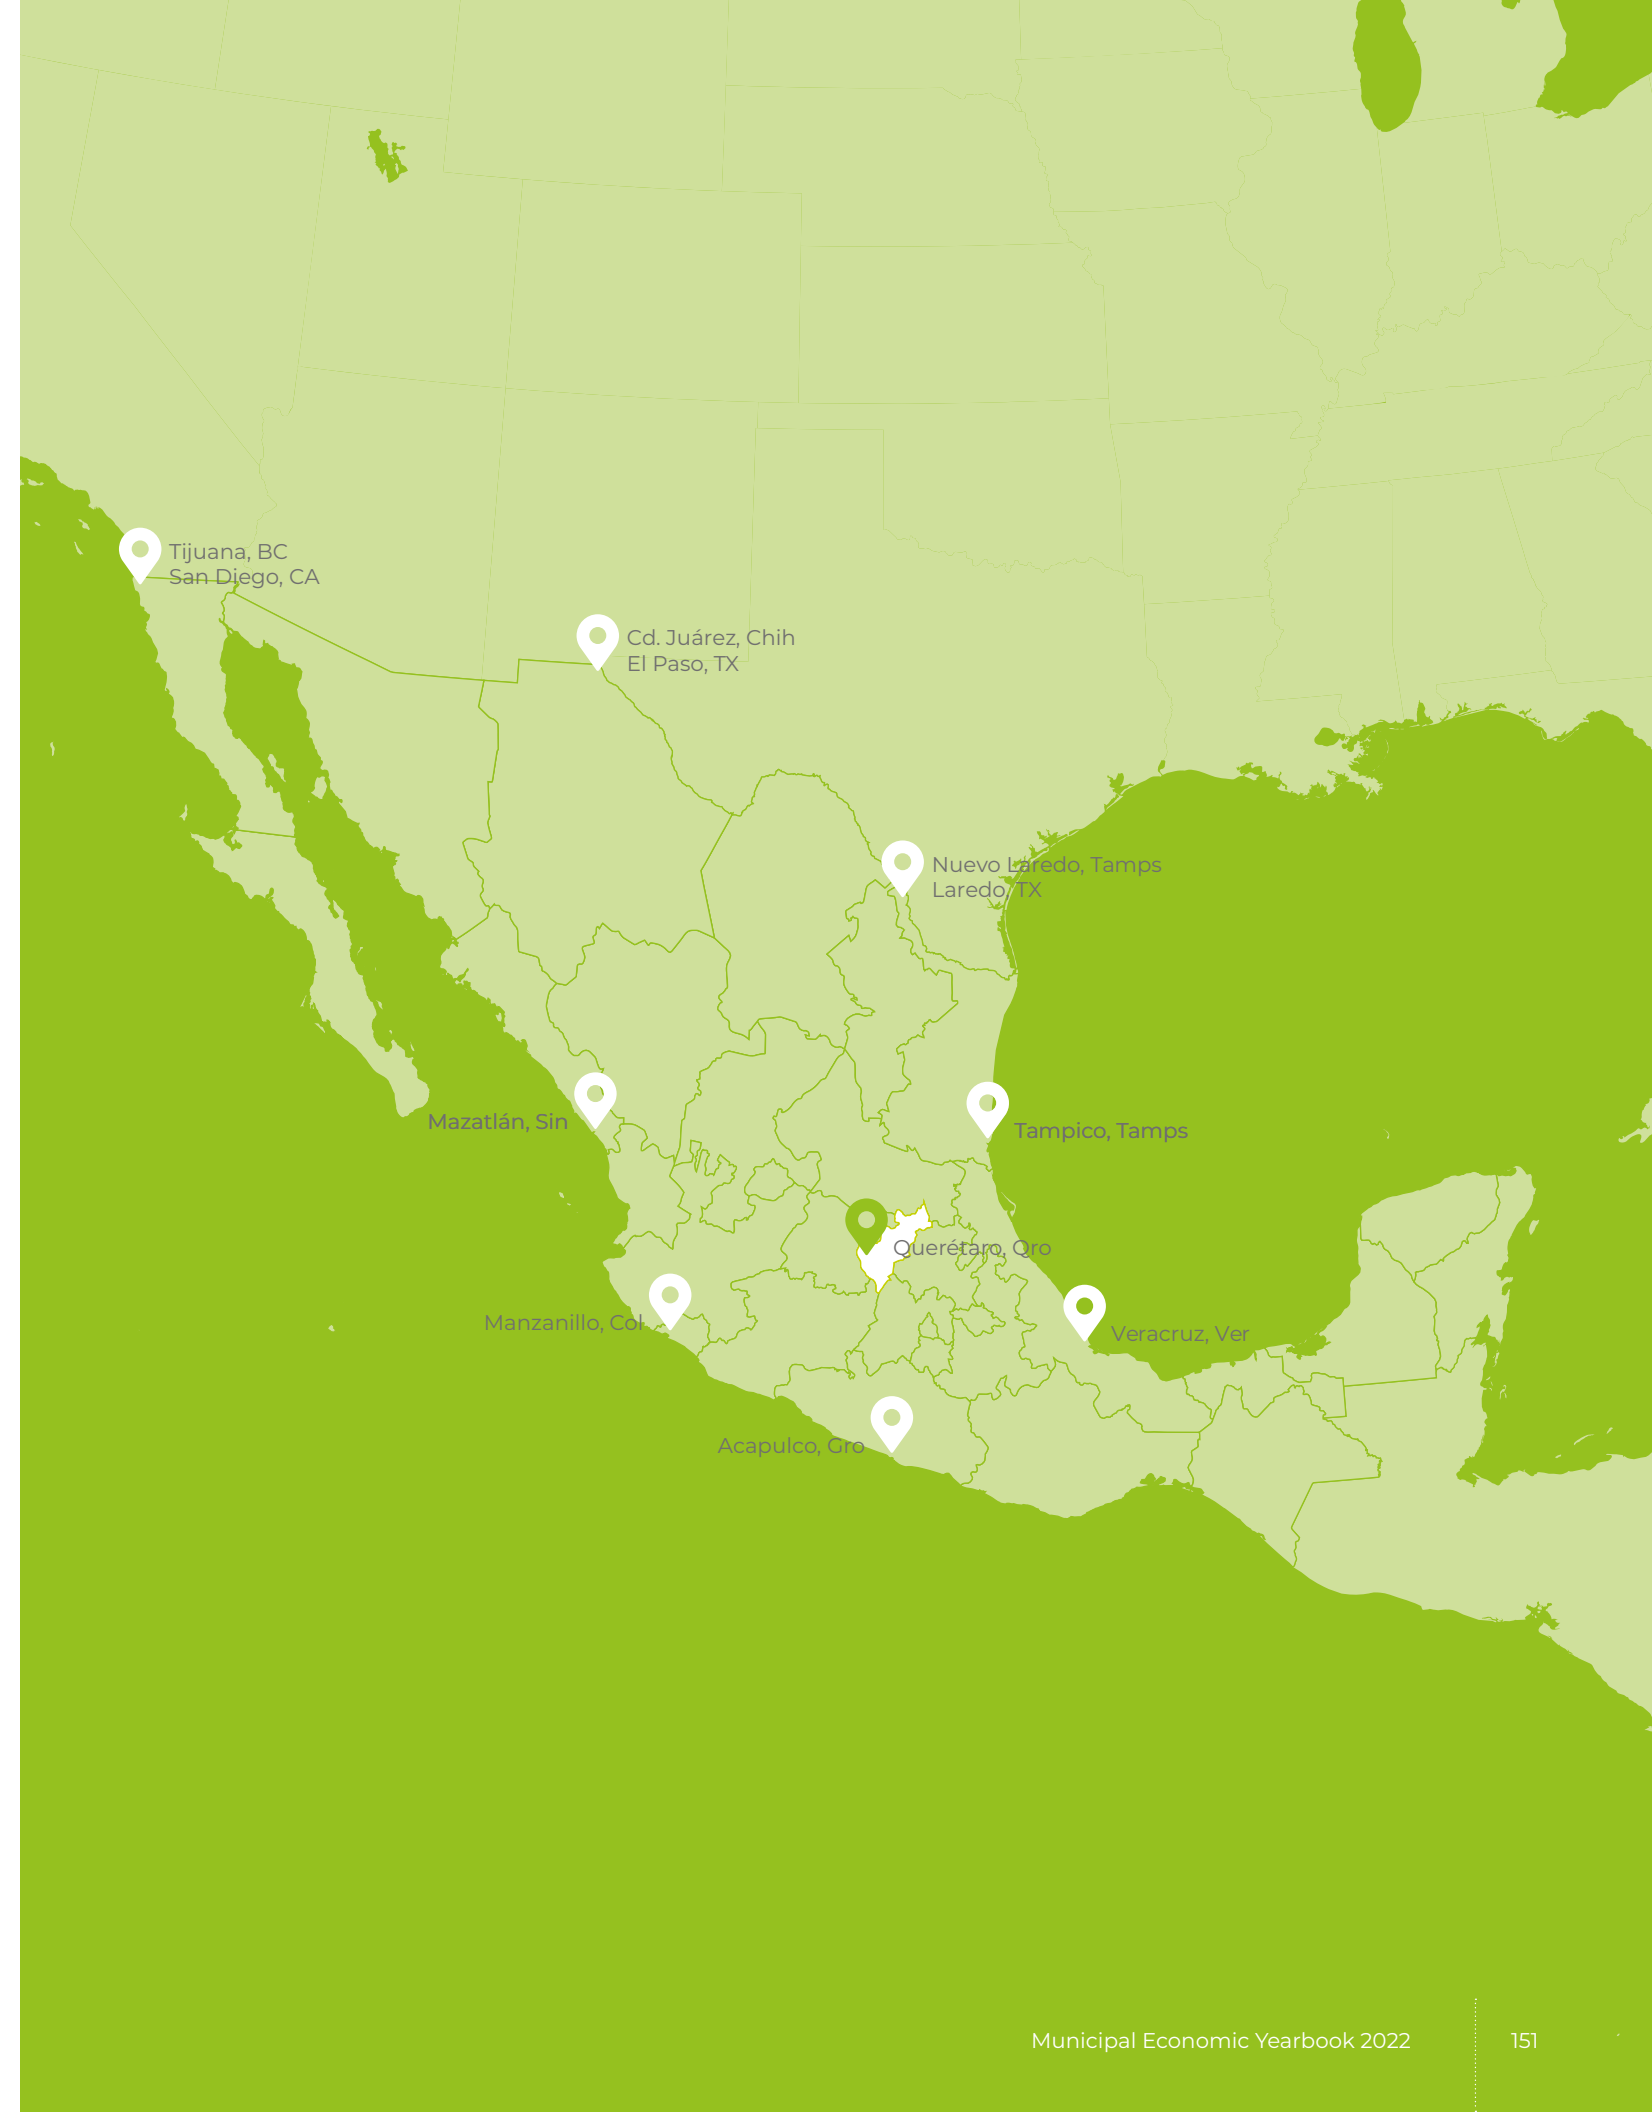 Tijuana, BC
San Diego, CA
Cd. Juárez, Chih
El Paso, TX
Nuevo Laredo, Tamps
Laredo, TX
Mazatlán, Sin
Tampico, Tamps
Querétaro, Qro
Manzanillo, Col
Veracruz, Ver
Acapulco, Gro
Municipal Economic Yearbook 2022
151